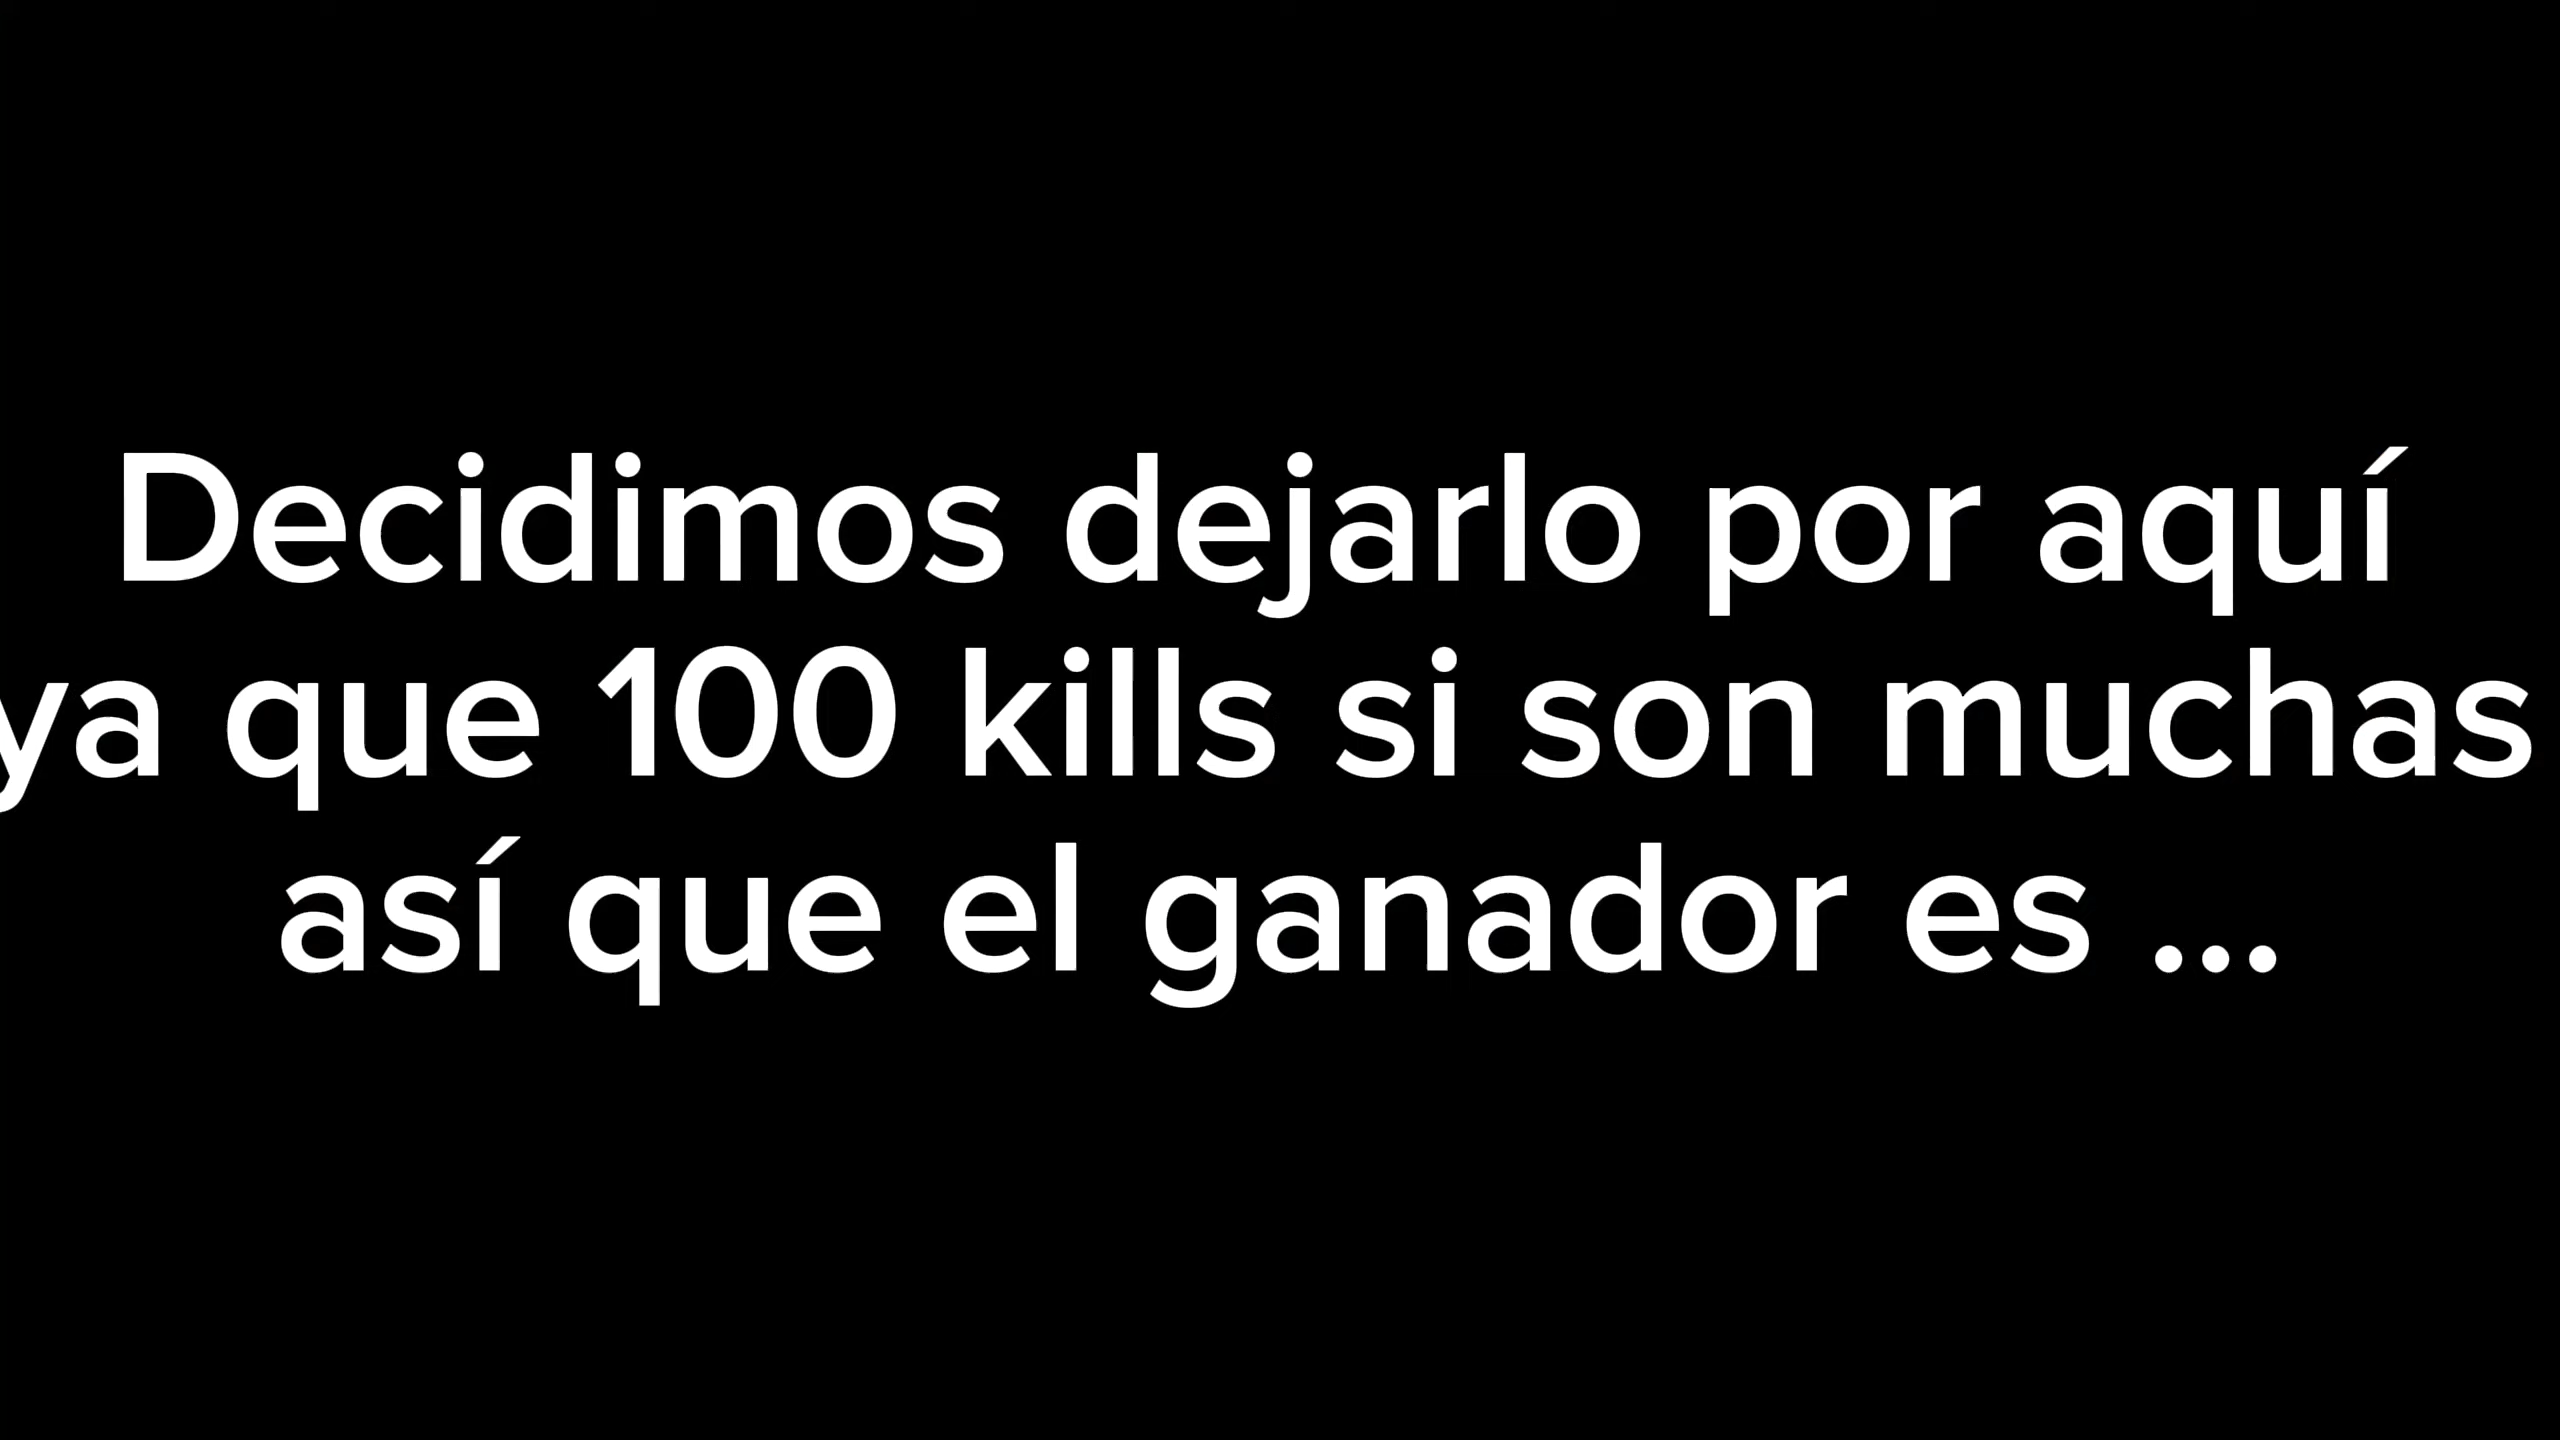 Decidimos dejarlo por aquí
ya que 100 kills si son muchas
así que el ganador es ...